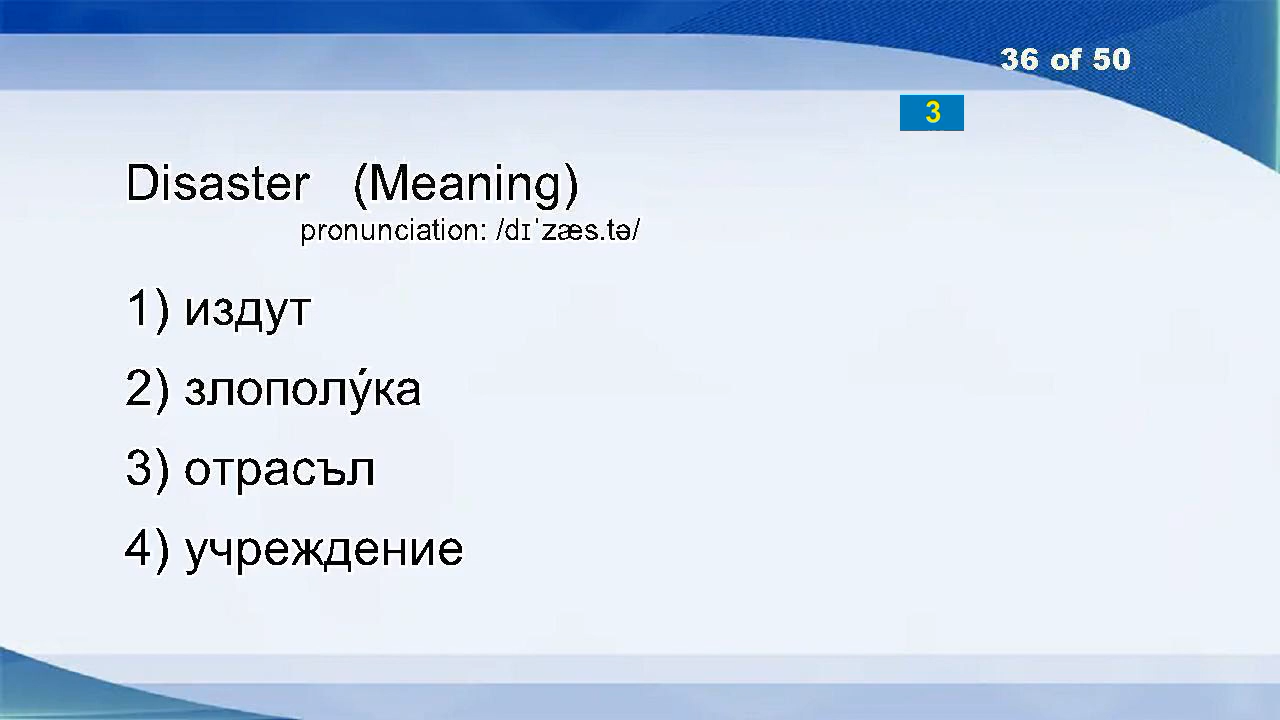 36 of 50
3
Disaster (Meaning)
pronunciation: /dɪˈzæs.tə/
1) издут
2) злополу́ка
3) отрасъл
4) учреждение